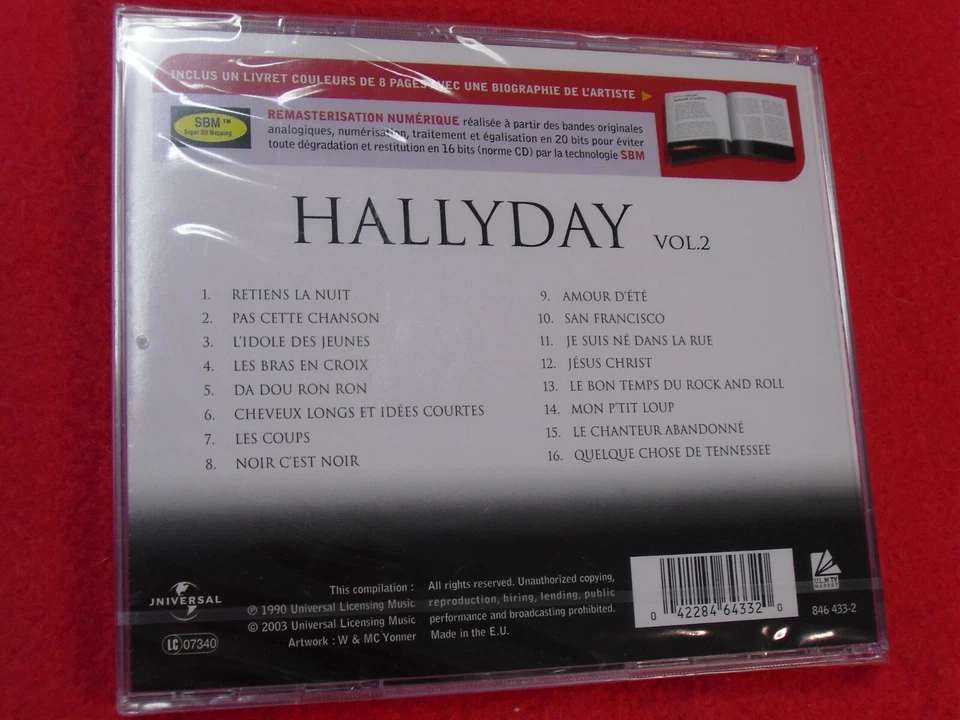 INCLUS UN LIVRET COULEURS DE 8 PAGES AVEC UNE BIOGRAPHIE DE L'ARTISTE
SBM™
Super Bit Mapping
REMASTERISATION NUMÉRIQUE réalisée à partir des bandes originales
analogiques, numérisation, traitement et égalisation en 20 bits pour éviter
toute dégradation et restitution en 16 bits (norme CD) par la technologie SBM
HALLYDAY VOL.2
1. RETIENS LA NUIT
2. PAS CETTE CHANSON
3. L'IDOLE DES JEUNES
4. LES BRAS EN CROIX
5. DA DOU RON RON
6. CHEVEUX LONGS ET IDÉES COURTES
7. LES COUPS
8. NOIR C'EST NOIR
9. AMOUR D'ÉTÉ
10. SAN FRANCISCO
11. JE SUIS NÉ DANS LA RUE
12. JÉSUS CHRIST
13. LE BON TEMPS DU ROCK AND ROLL
14. MON P'TIT LOUP
15. LE CHANTEUR ABANDONNÉ
16. QUELQUE CHOSE DE TENNESSEE
UNIVERSAL
LC 07340
This compilation :
℗ 1990 Universal Licensing Music
© 2003 Universal Licensing Music
Artwork : W & MC Yonner
All rights reserved. Unauthorized copying,
reproduction, hiring, lending, public
performance and broadcasting prohibited.
Made in the E.U.
0 42284 64332 0
ULM TV
MARKET
846 433-2